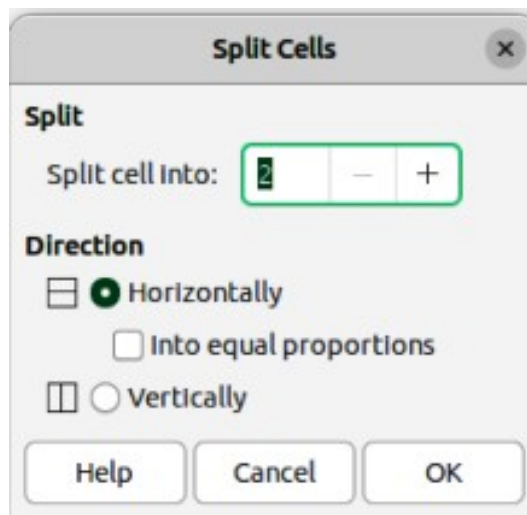 Split Cells
Split
Split cell into: 2 − +
Direction
Horizontally
Into equal proportions
Vertically
Help Cancel OK